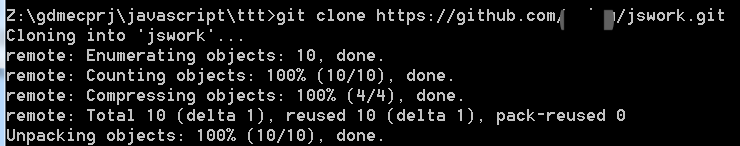 Z:\gdmecprj\javascript\ttt>git clone https://github.com/ /jswork.git
Cloning into 'jswork'...
remote: Enumerating objects: 10, done.
remote: Counting objects: 100% (10/10), done.
remote: Compressing objects: 100% (4/4), done.
remote: Total 10 (delta 1), reused 10 (delta 1), pack-reused 0
Unpacking objects: 100% (10/10), done.